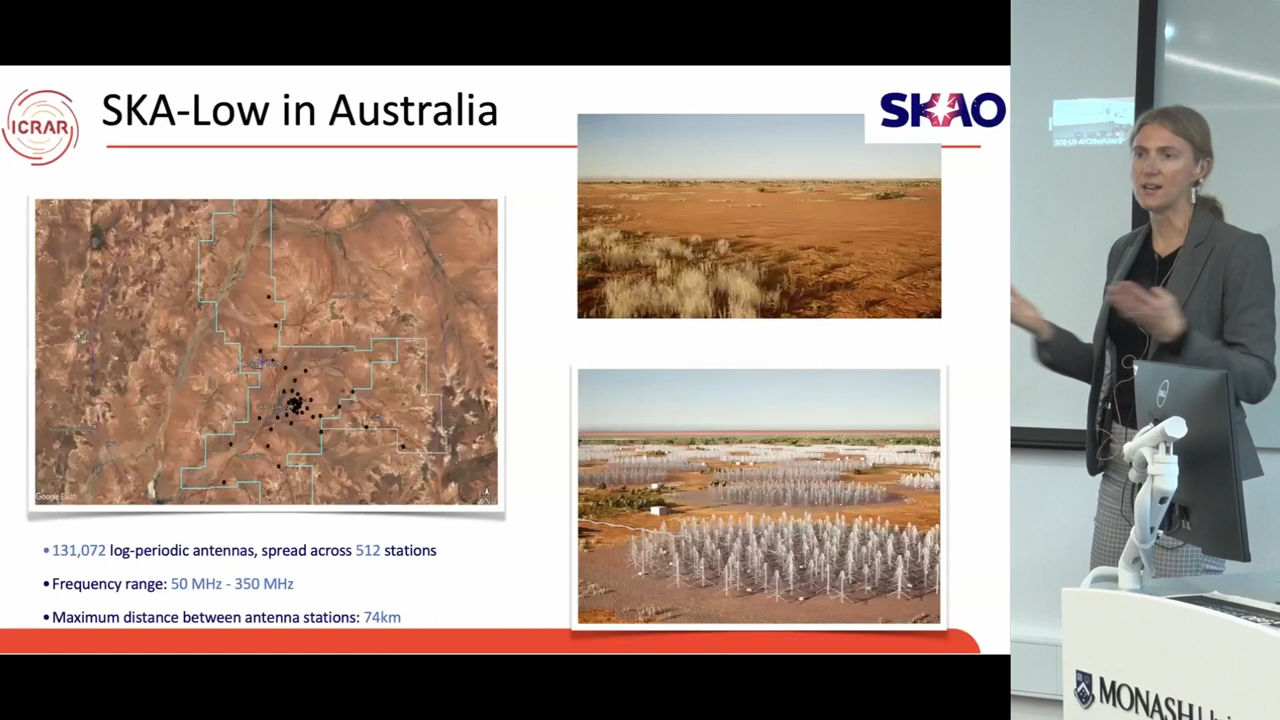 ICRAR
SKA-Low in Australia
SKAO
Google Earth
•131,072 log-periodic antennas, spread across 512 stations
•Frequency range: 50 MHz - 350 MHz
•Maximum distance between antenna stations: 74km
DELL
MONASH